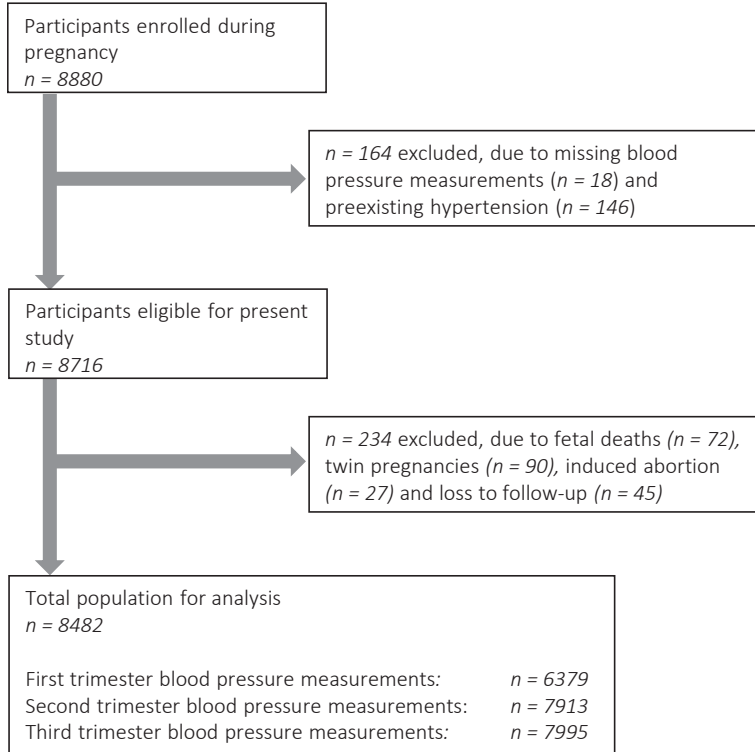 Participants enrolled during
pregnancy
n = 8880
n = 164 excluded, due to missing blood
pressure measurements (n = 18) and
preexisting hypertension (n = 146)
Participants eligible for present
study
n = 8716
n = 234 excluded, due to fetal deaths (n = 72),
twin pregnancies (n = 90), induced abortion
(n = 27) and loss to follow-up (n = 45)
Total population for analysis
n = 8482
First trimester blood pressure measurements: n = 6379
Second trimester blood pressure measurements: n = 7913
Third trimester blood pressure measurements: n = 7995